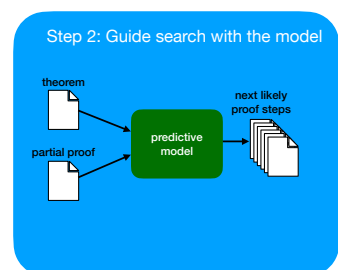 Step 2: Guide search with the model
theorem
next likely
proof steps
predictive
model
partial proof